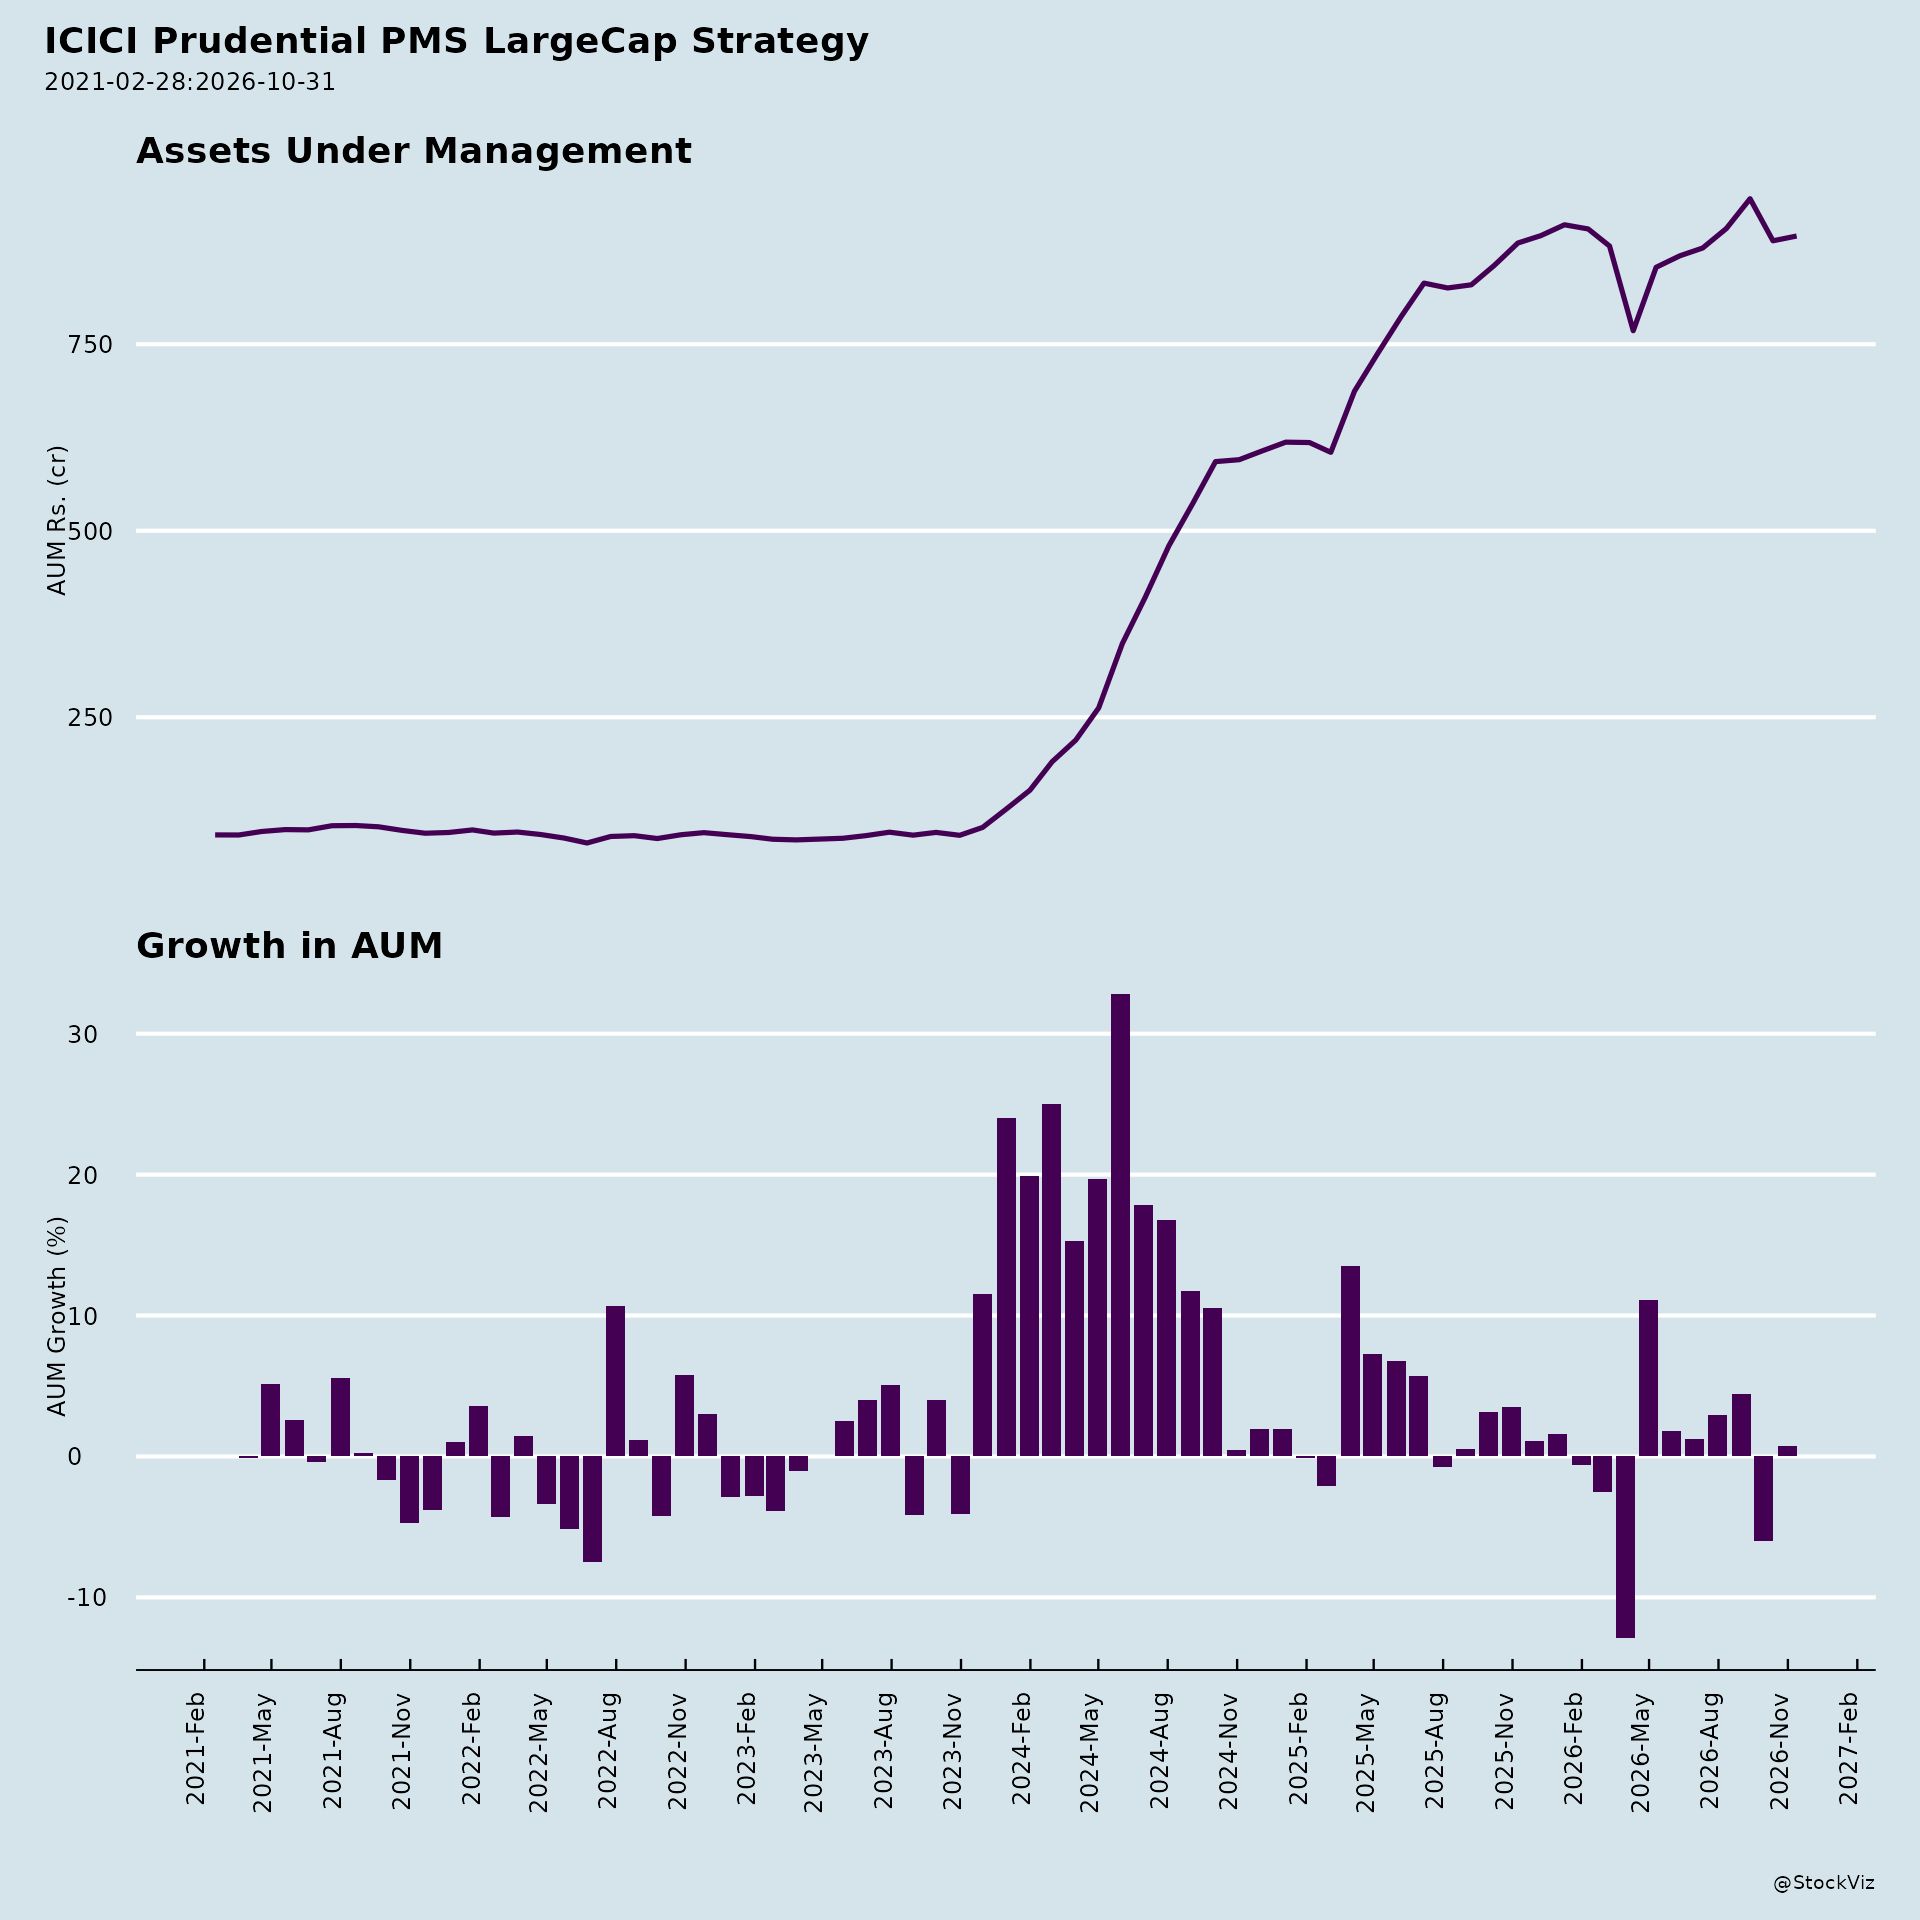 ICICI Prudential PMS LargeCap Strategy
2021-02-28:2026-10-31
Assets Under Management
AUM Rs. (cr)
750
500
250
Growth in AUM
AUM Growth (%)
30
20
10
0
-10
2021-Feb
2021-May
2021-Aug
2021-Nov
2022-Feb
2022-May
2022-Aug
2022-Nov
2023-Feb
2023-May
2023-Aug
2023-Nov
2024-Feb
2024-May
2024-Aug
2024-Nov
2025-Feb
2025-May
2025-Aug
2025-Nov
2026-Feb
2026-May
2026-Aug
2026-Nov
2027-Feb
@StockViz